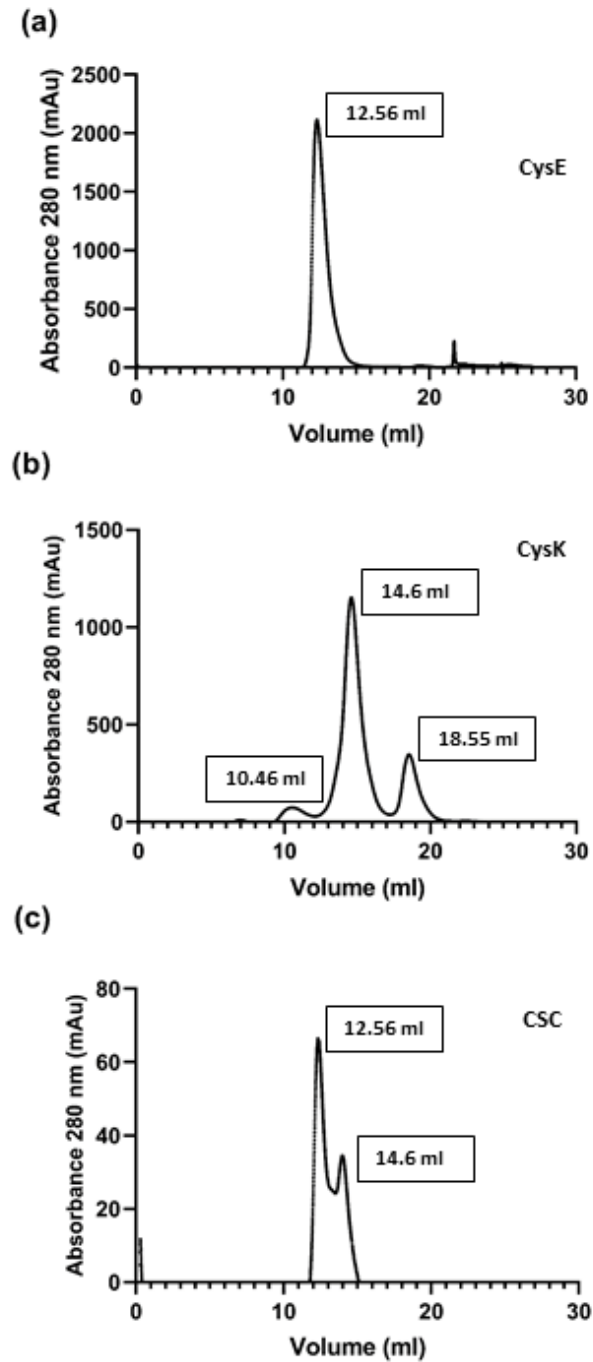 (a)
2500
2000
1500
1000
500
0
Absorbance 280 nm (mAu)
12.56 ml
CysE
0
10
20
30
Volume (ml)
(b)
1500
1000
500
0
Absorbance 280 nm (mAu)
CysK
14.6 ml
18.55 ml
10.46 ml
0
10
20
30
Volume (ml)
(c)
80
60
40
20
0
Absorbance 280 nm (mAu)
12.56 ml
CSC
14.6 ml
0
10
20
30
Volume (ml)